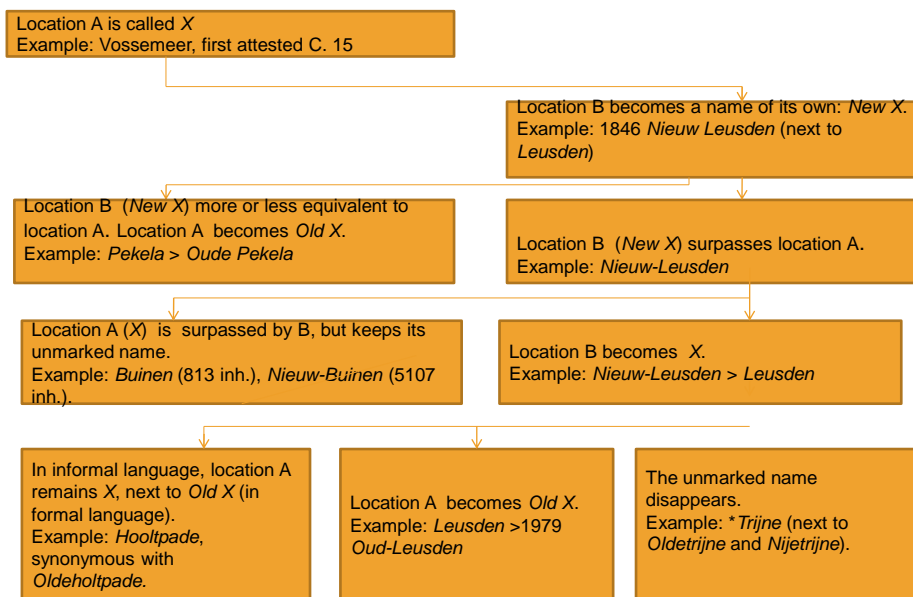 Location A is called X
Example: Vossemeer, first attested C. 15
Location B becomes a name of its own: New X.
Example: 1846 Nieuw Leusden (next to
Leusden)
Location B (New X) more or less equivalent to
location A. Location A becomes Old X.
Example: Pekela > Oude Pekela
Location B (New X) surpasses location A.
Example: Nieuw-Leusden
Location A (X) is surpassed by B, but keeps its
unmarked name.
Example: Buinen (813 inh.), Nieuw-Buinen (5107
inh.).
Location B becomes X.
Example: Nieuw-Leusden > Leusden
In informal language, location A
remains X, next to Old X (in
formal language).
Example: Hooltpade,
synonymous with
Oldeholtpade.
Location A becomes Old X.
Example: Leusden >1979
Oud-Leusden
The unmarked name
disappears.
Example: *Trijne (next to
Oldetrijne and Nijetrijne).